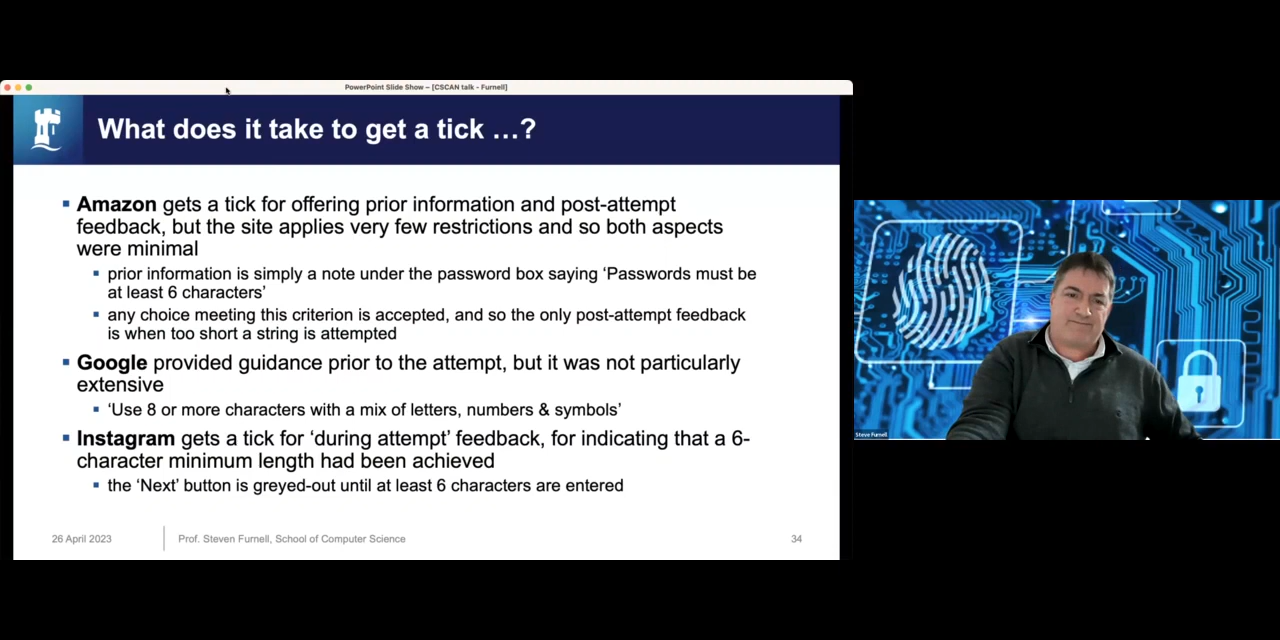 PowerPoint Slide Show – [CSCAN talk - Furnell]
What does it take to get a tick …?
▪ Amazon gets a tick for offering prior information and post-attempt
feedback, but the site applies very few restrictions and so both aspects
were minimal
▪ prior information is simply a note under the password box saying ‘Passwords must be
at least 6 characters’
▪ any choice meeting this criterion is accepted, and so the only post-attempt feedback
is when too short a string is attempted
▪ Google provided guidance prior to the attempt, but it was not particularly
extensive
▪ ‘Use 8 or more characters with a mix of letters, numbers & symbols’
▪ Instagram gets a tick for ‘during attempt’ feedback, for indicating that a 6-
character minimum length had been achieved
▪ the ‘Next’ button is greyed-out until at least 6 characters are entered
26 April 2023
Prof. Steven Furnell, School of Computer Science
34
Steve Furnell